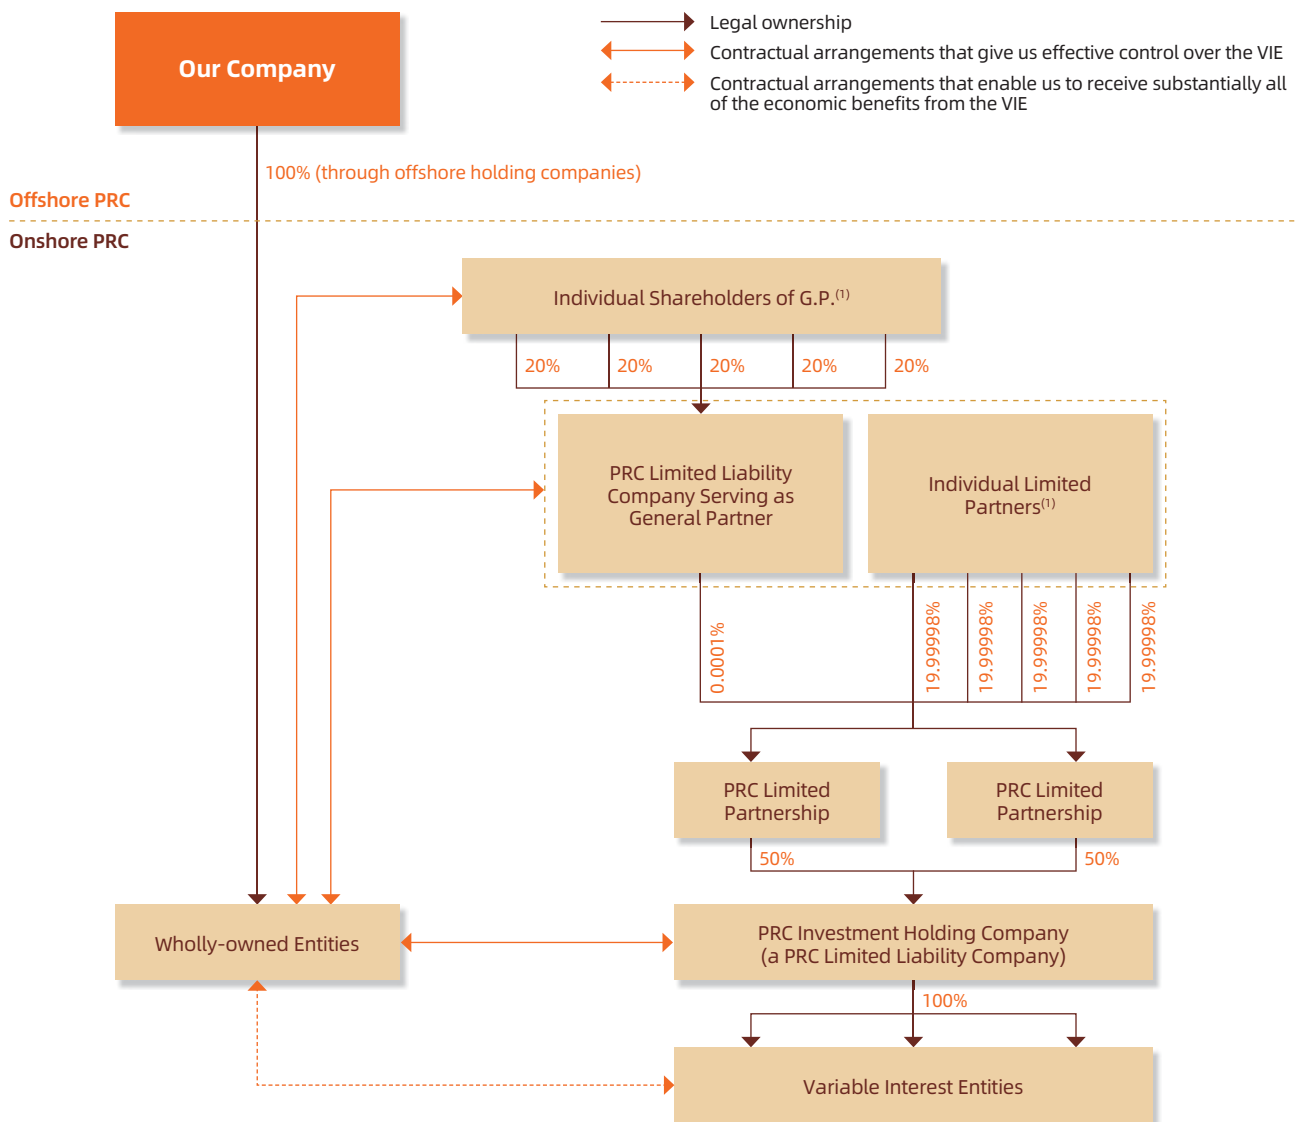 Our Company
Legal ownership
Contractual arrangements that give us effective control over the VIE
Contractual arrangements that enable us to receive substantially all
of the economic benefits from the VIE
100% (through offshore holding companies)
Offshore PRC
Onshore PRC
Individual Shareholders of G.P.(1)
20%
20%
20%
20%
20%
PRC Limited Liability
Company Serving as
General Partner
Individual Limited
Partners(1)
0.0001%
19.99998%
19.99998%
19.99998%
19.99998%
19.99998%
PRC Limited
Partnership
PRC Limited
Partnership
50%
50%
Wholly-owned Entities
PRC Investment Holding Company
(a PRC Limited Liability Company)
100%
Variable Interest Entities